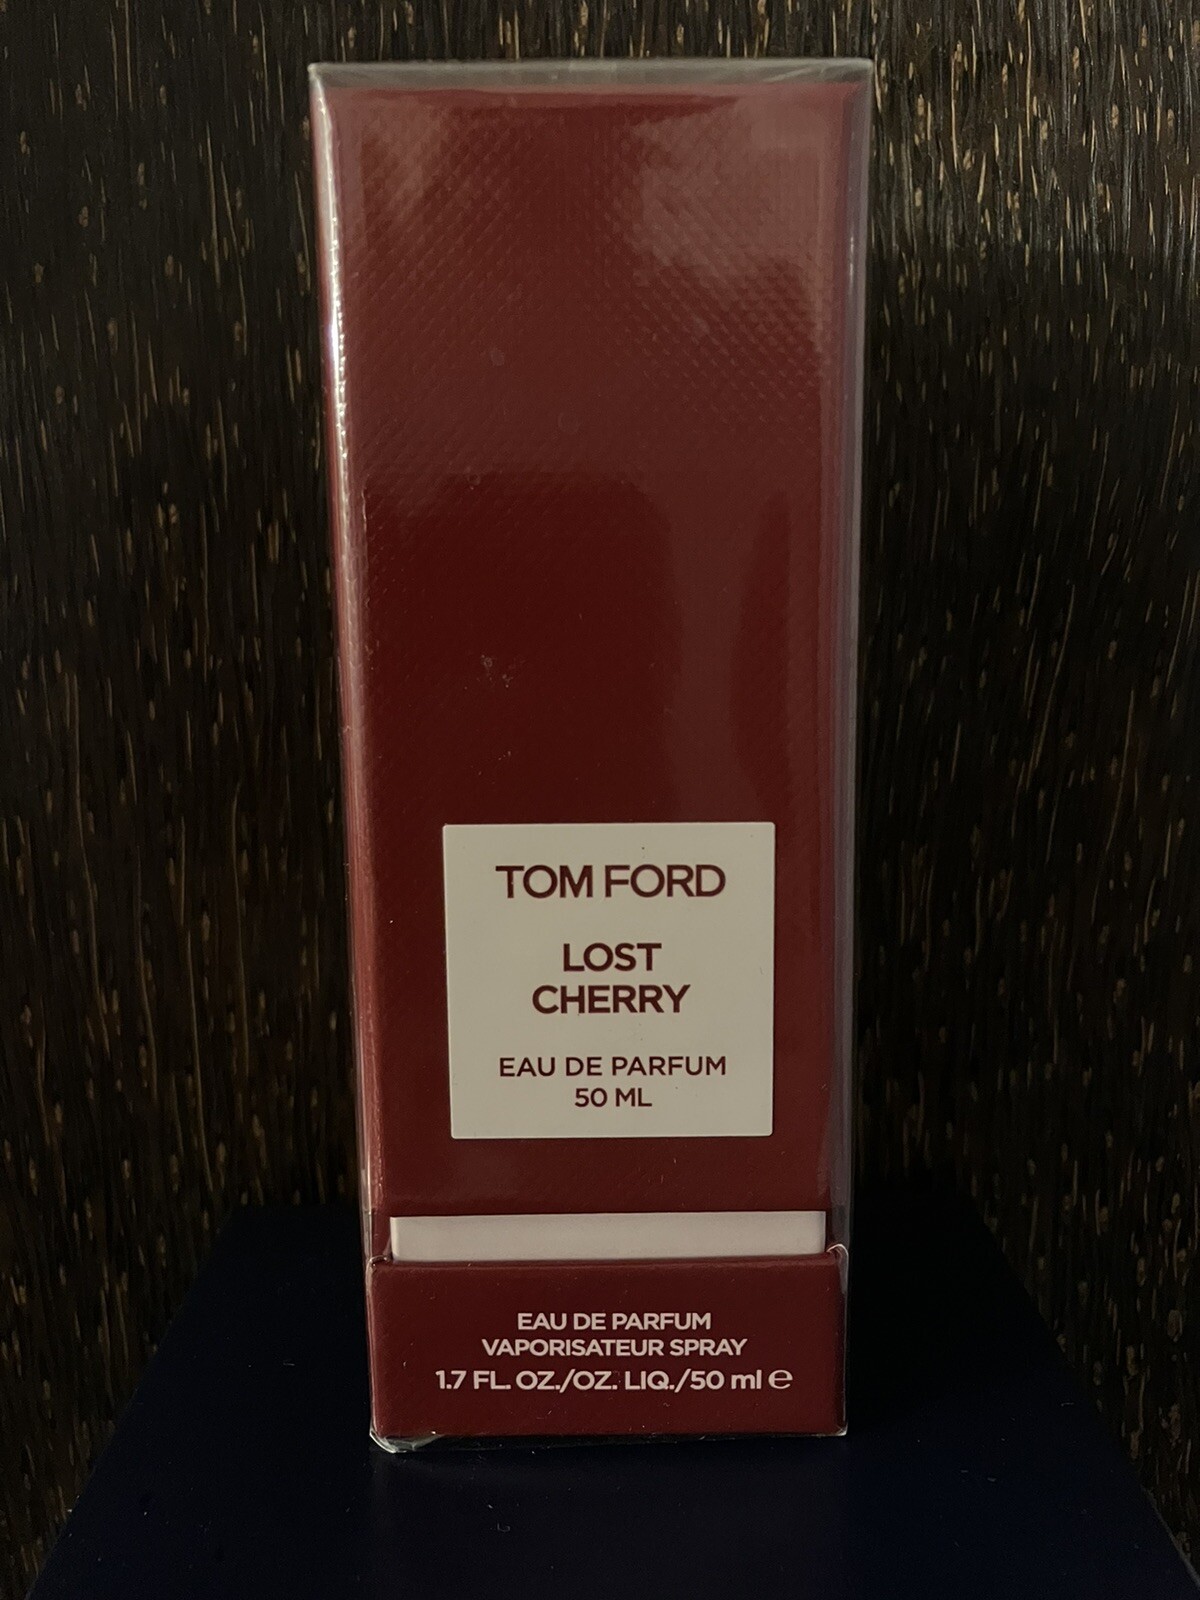 TOM FORD
LOST
CHERRY
EAU DE PARFUM
50 ML
EAU DE PARFUM
VAPORISATEUR SPRAY
1.7 FL. OZ./OZ. LIQ./50 ml ℮